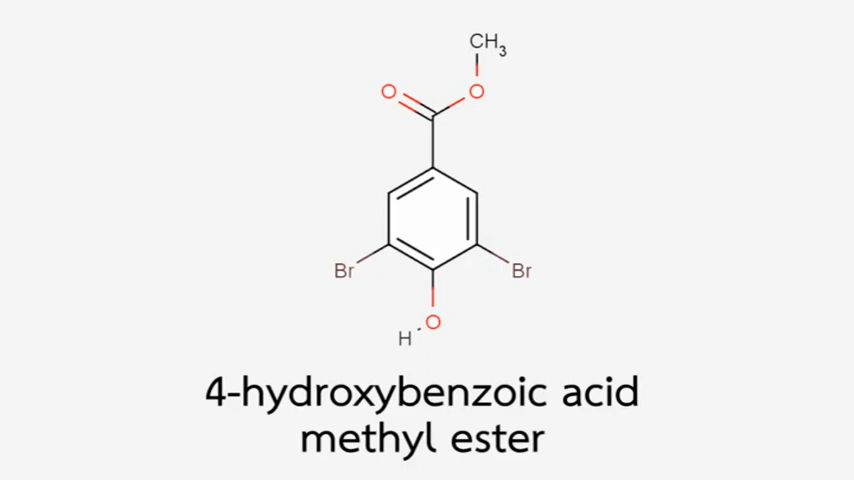 CH₃
O O
Br Br
O
H
4-hydroxybenzoic acid
methyl ester